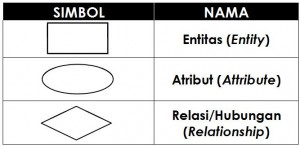 SIMBOL NAMA
Entitas (Entity)
Atribut (Attribute)
Relasi/Hubungan
(Relationship)